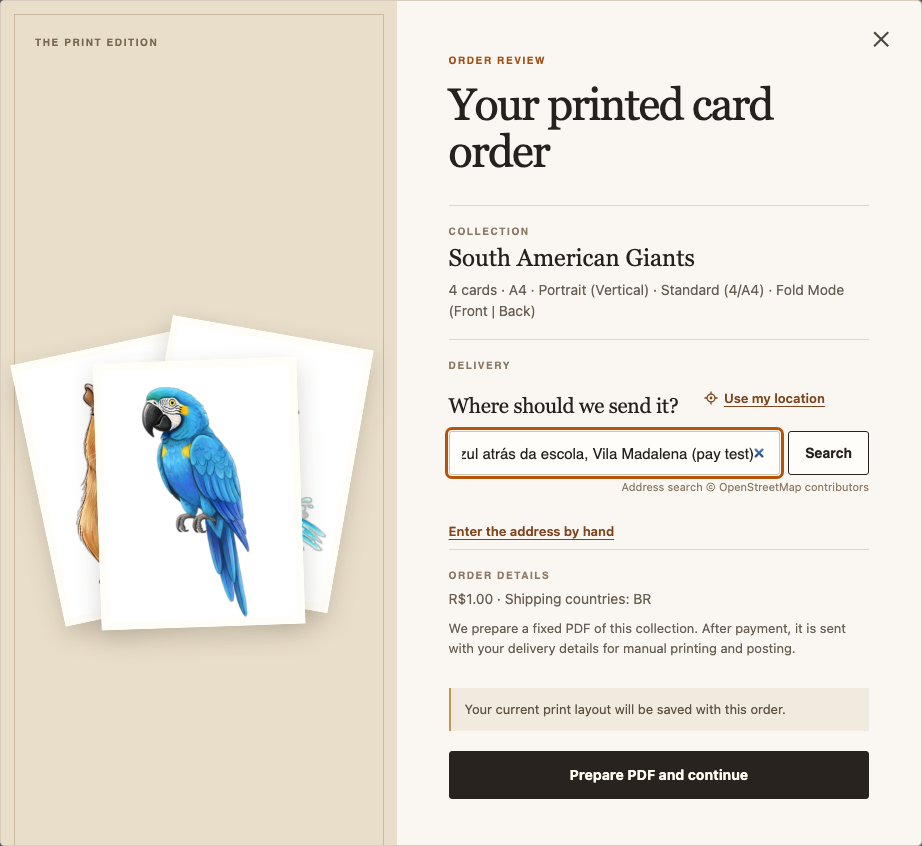 THE PRINT EDITION
ORDER REVIEW
Your printed card
order
COLLECTION
South American Giants
4 cards · A4 · Portrait (Vertical) · Standard (4/A4) · Fold Mode
(Front | Back)
DELIVERY
Where should we send it?
Use my location
zul atrás da escola, Vila Madalena (pay test)
Search
Address search © OpenStreetMap contributors
Enter the address by hand
ORDER DETAILS
R$1.00 · Shipping countries: BR
We prepare a fixed PDF of this collection. After payment, it is sent
with your delivery details for manual printing and posting.
Your current print layout will be saved with this order.
Prepare PDF and continue